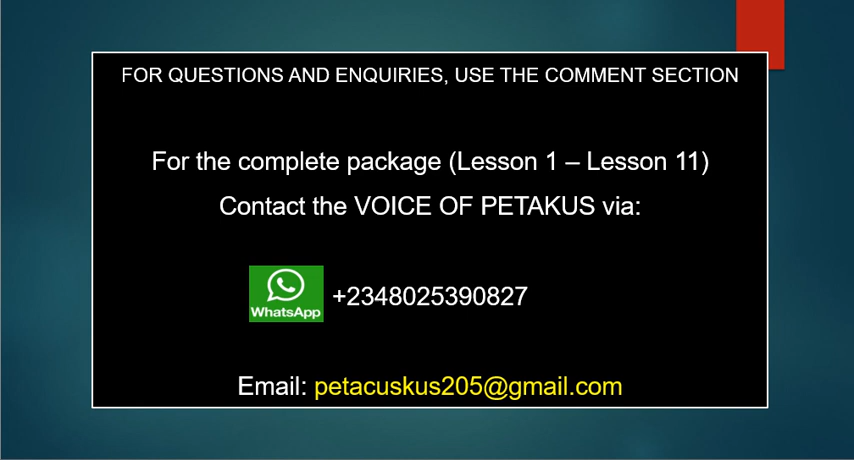 FOR QUESTIONS AND ENQUIRIES, USE THE COMMENT SECTION
For the complete package (Lesson 1 – Lesson 11)
Contact the VOICE OF PETAKUS via:
WhatsApp +2348025390827
Email: petacuskus205@gmail.com